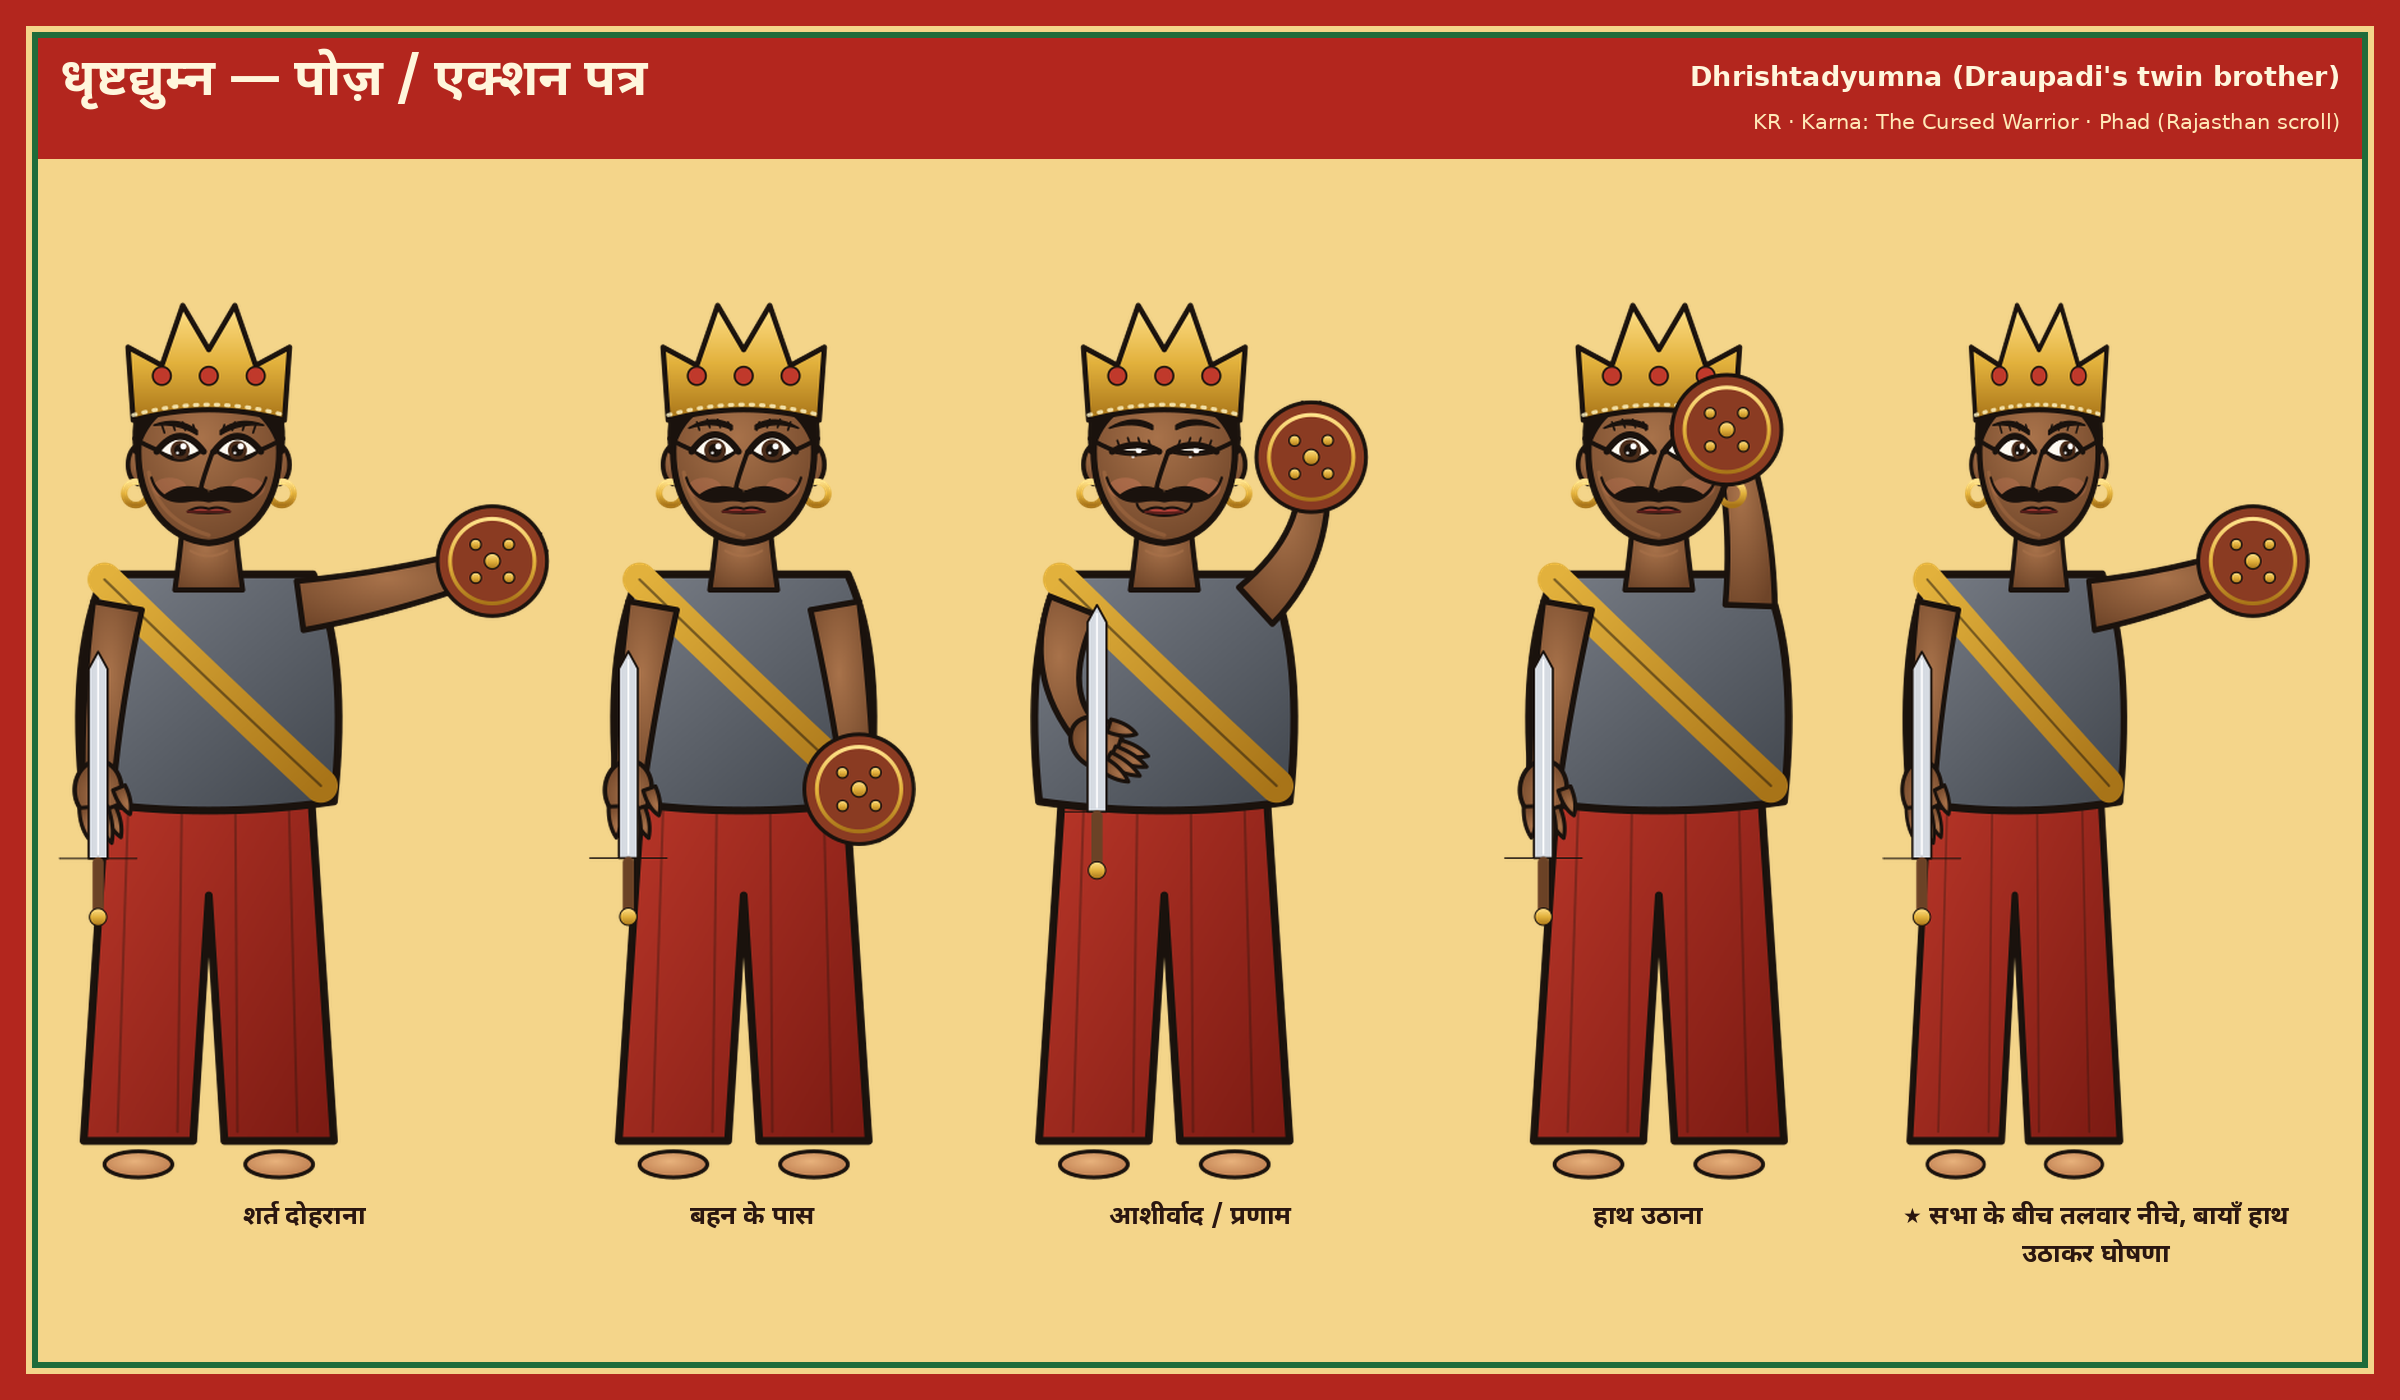 धृष्टद्युम्न — पोज़ / एक्शन पत्र
Dhrishtadyumna (Draupadi's twin brother)
KR · Karna: The Cursed Warrior · Phad (Rajasthan scroll)
शर्त दोहराना
बहन के पास
आशीर्वाद / प्रणाम
हाथ उठाना
★ सभा के बीच तलवार नीचे, बायाँ हाथ
उठाकर घोषणा